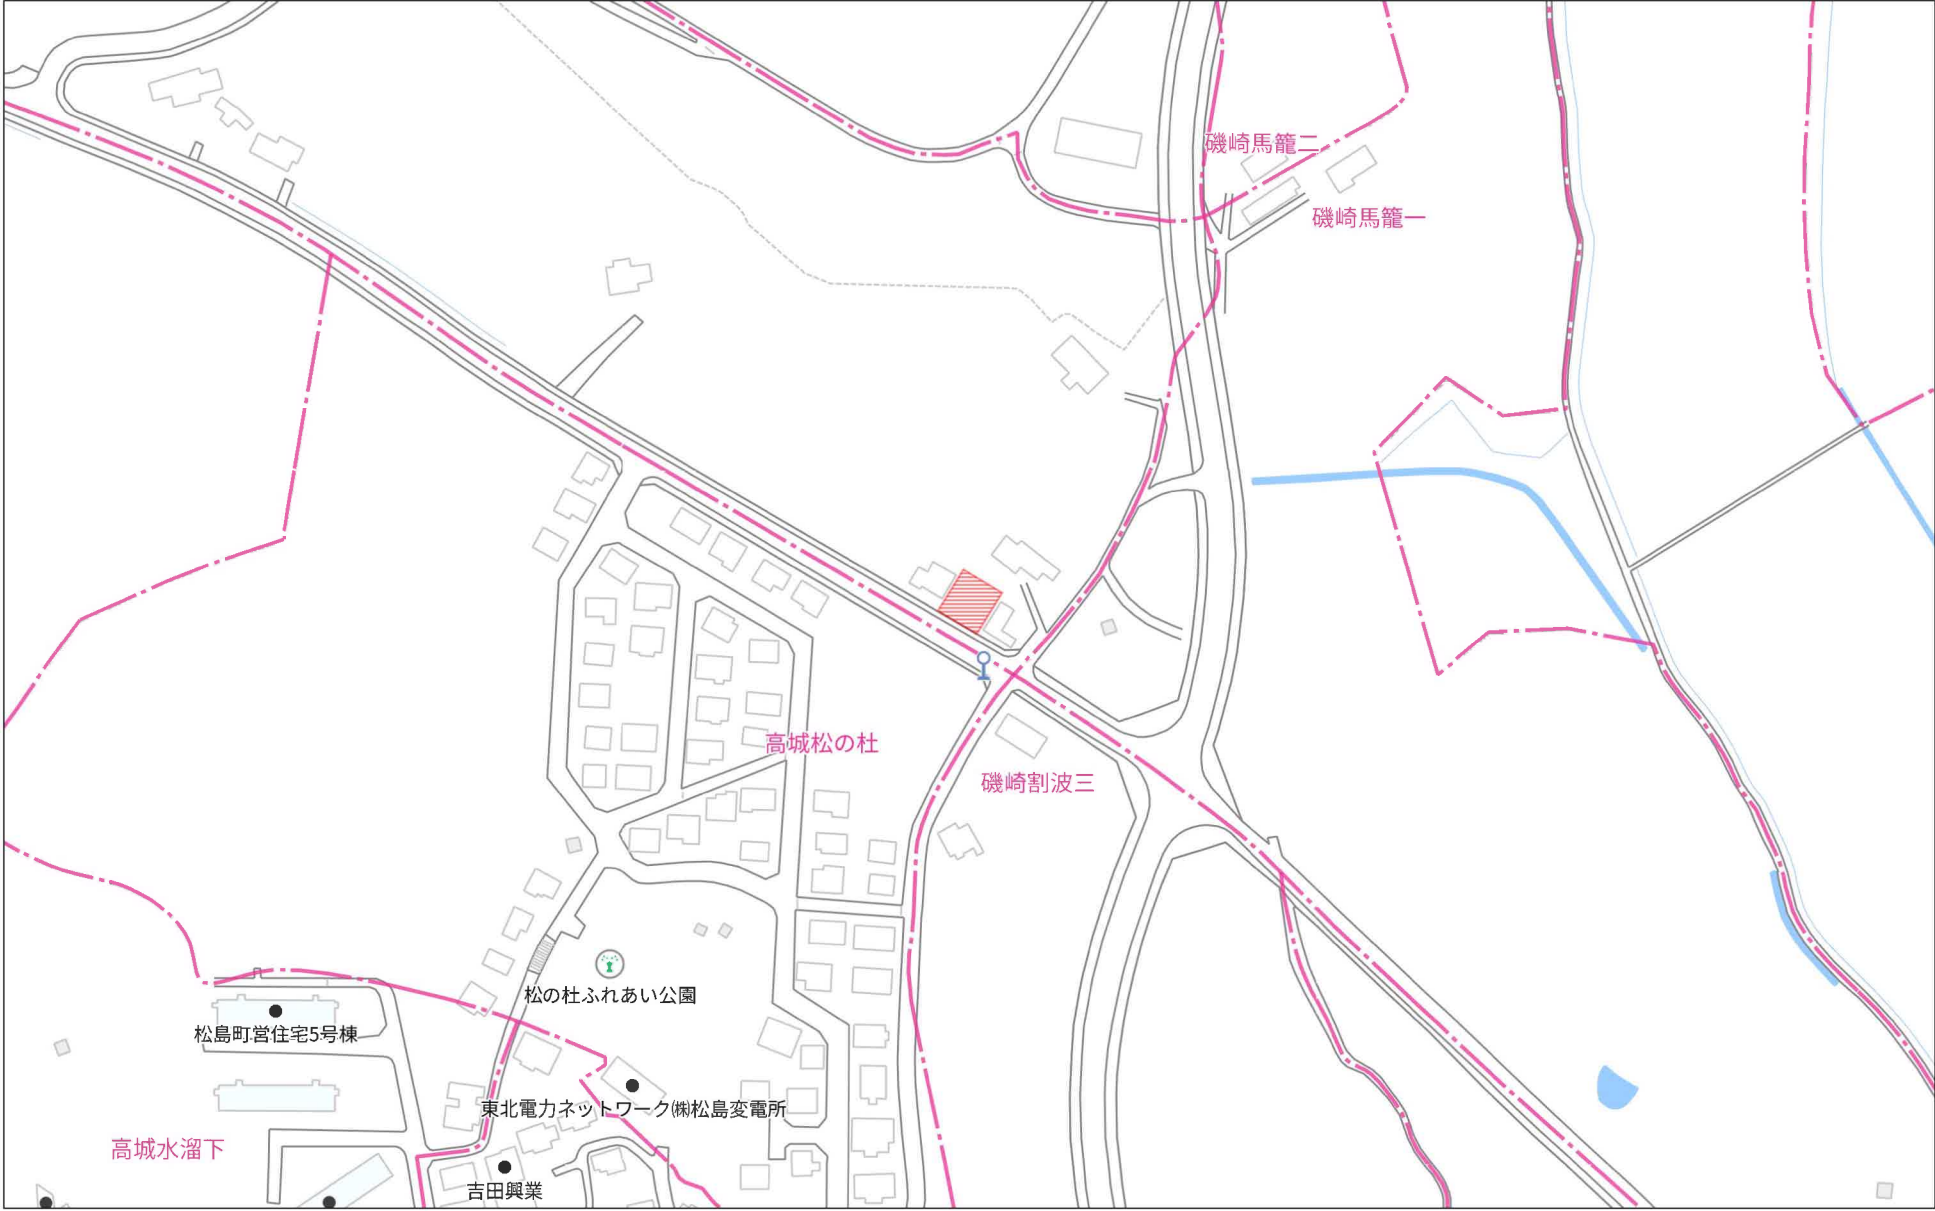 磯崎馬籠二
磯崎馬籠一
高城松の杜
磯崎割波三
松の杜ふれあい公園
松島町営住宅5号棟
東北電力ネットワーク㈱松島変電所
高城水溜下
吉田興業